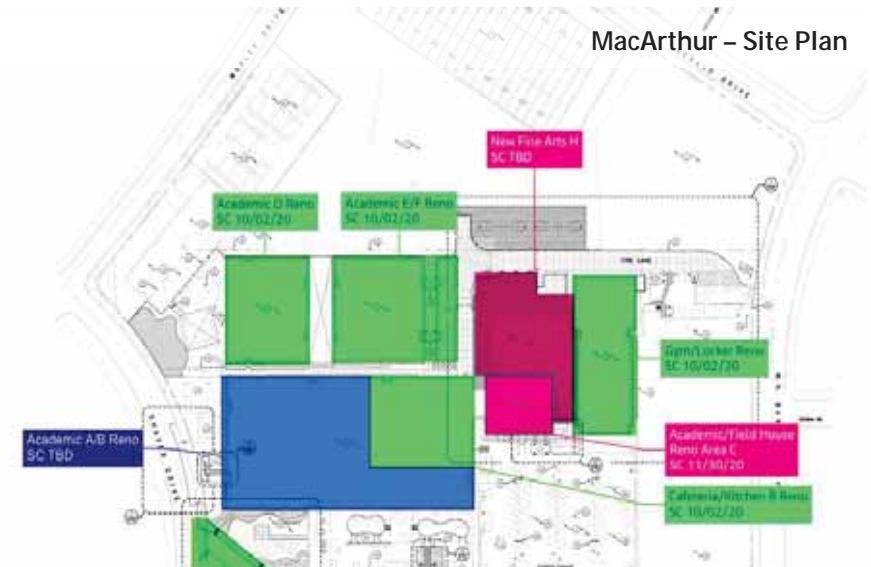 MacArthur – Site Plan
New Fine Arts H
SC TBD
Academic D Reno
SC 10/02/20
Academic E/F Reno
SC 10/02/20
FIRE LANE
Gym/Locker Reno
SC 10/02/20
Academic A/B Reno
SC TBD
SHAVER DRIVE
Academic/Field House
Reno Area C
SC 11/30/20
Cafeteria/Kitchen B Reno
SC 10/02/20